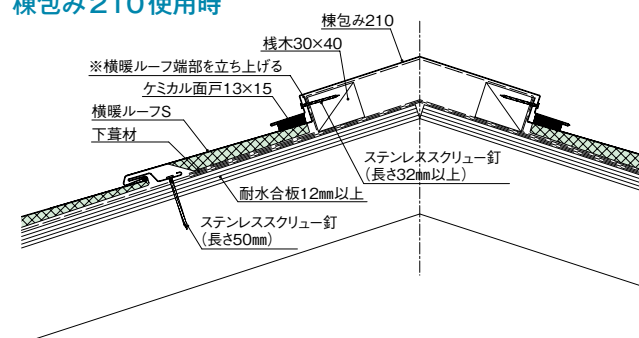 棟包み210使用時
棟包み210
桟木30×40
※横暖ルーフ端部を立ち上げる
ケミカル面戸13×15
横暖ルーフS
下葺材
ステンレススクリュー釘
(長さ32㎜以上)
耐水合板12㎜以上
ステンレススクリュー釘
(長さ50㎜)